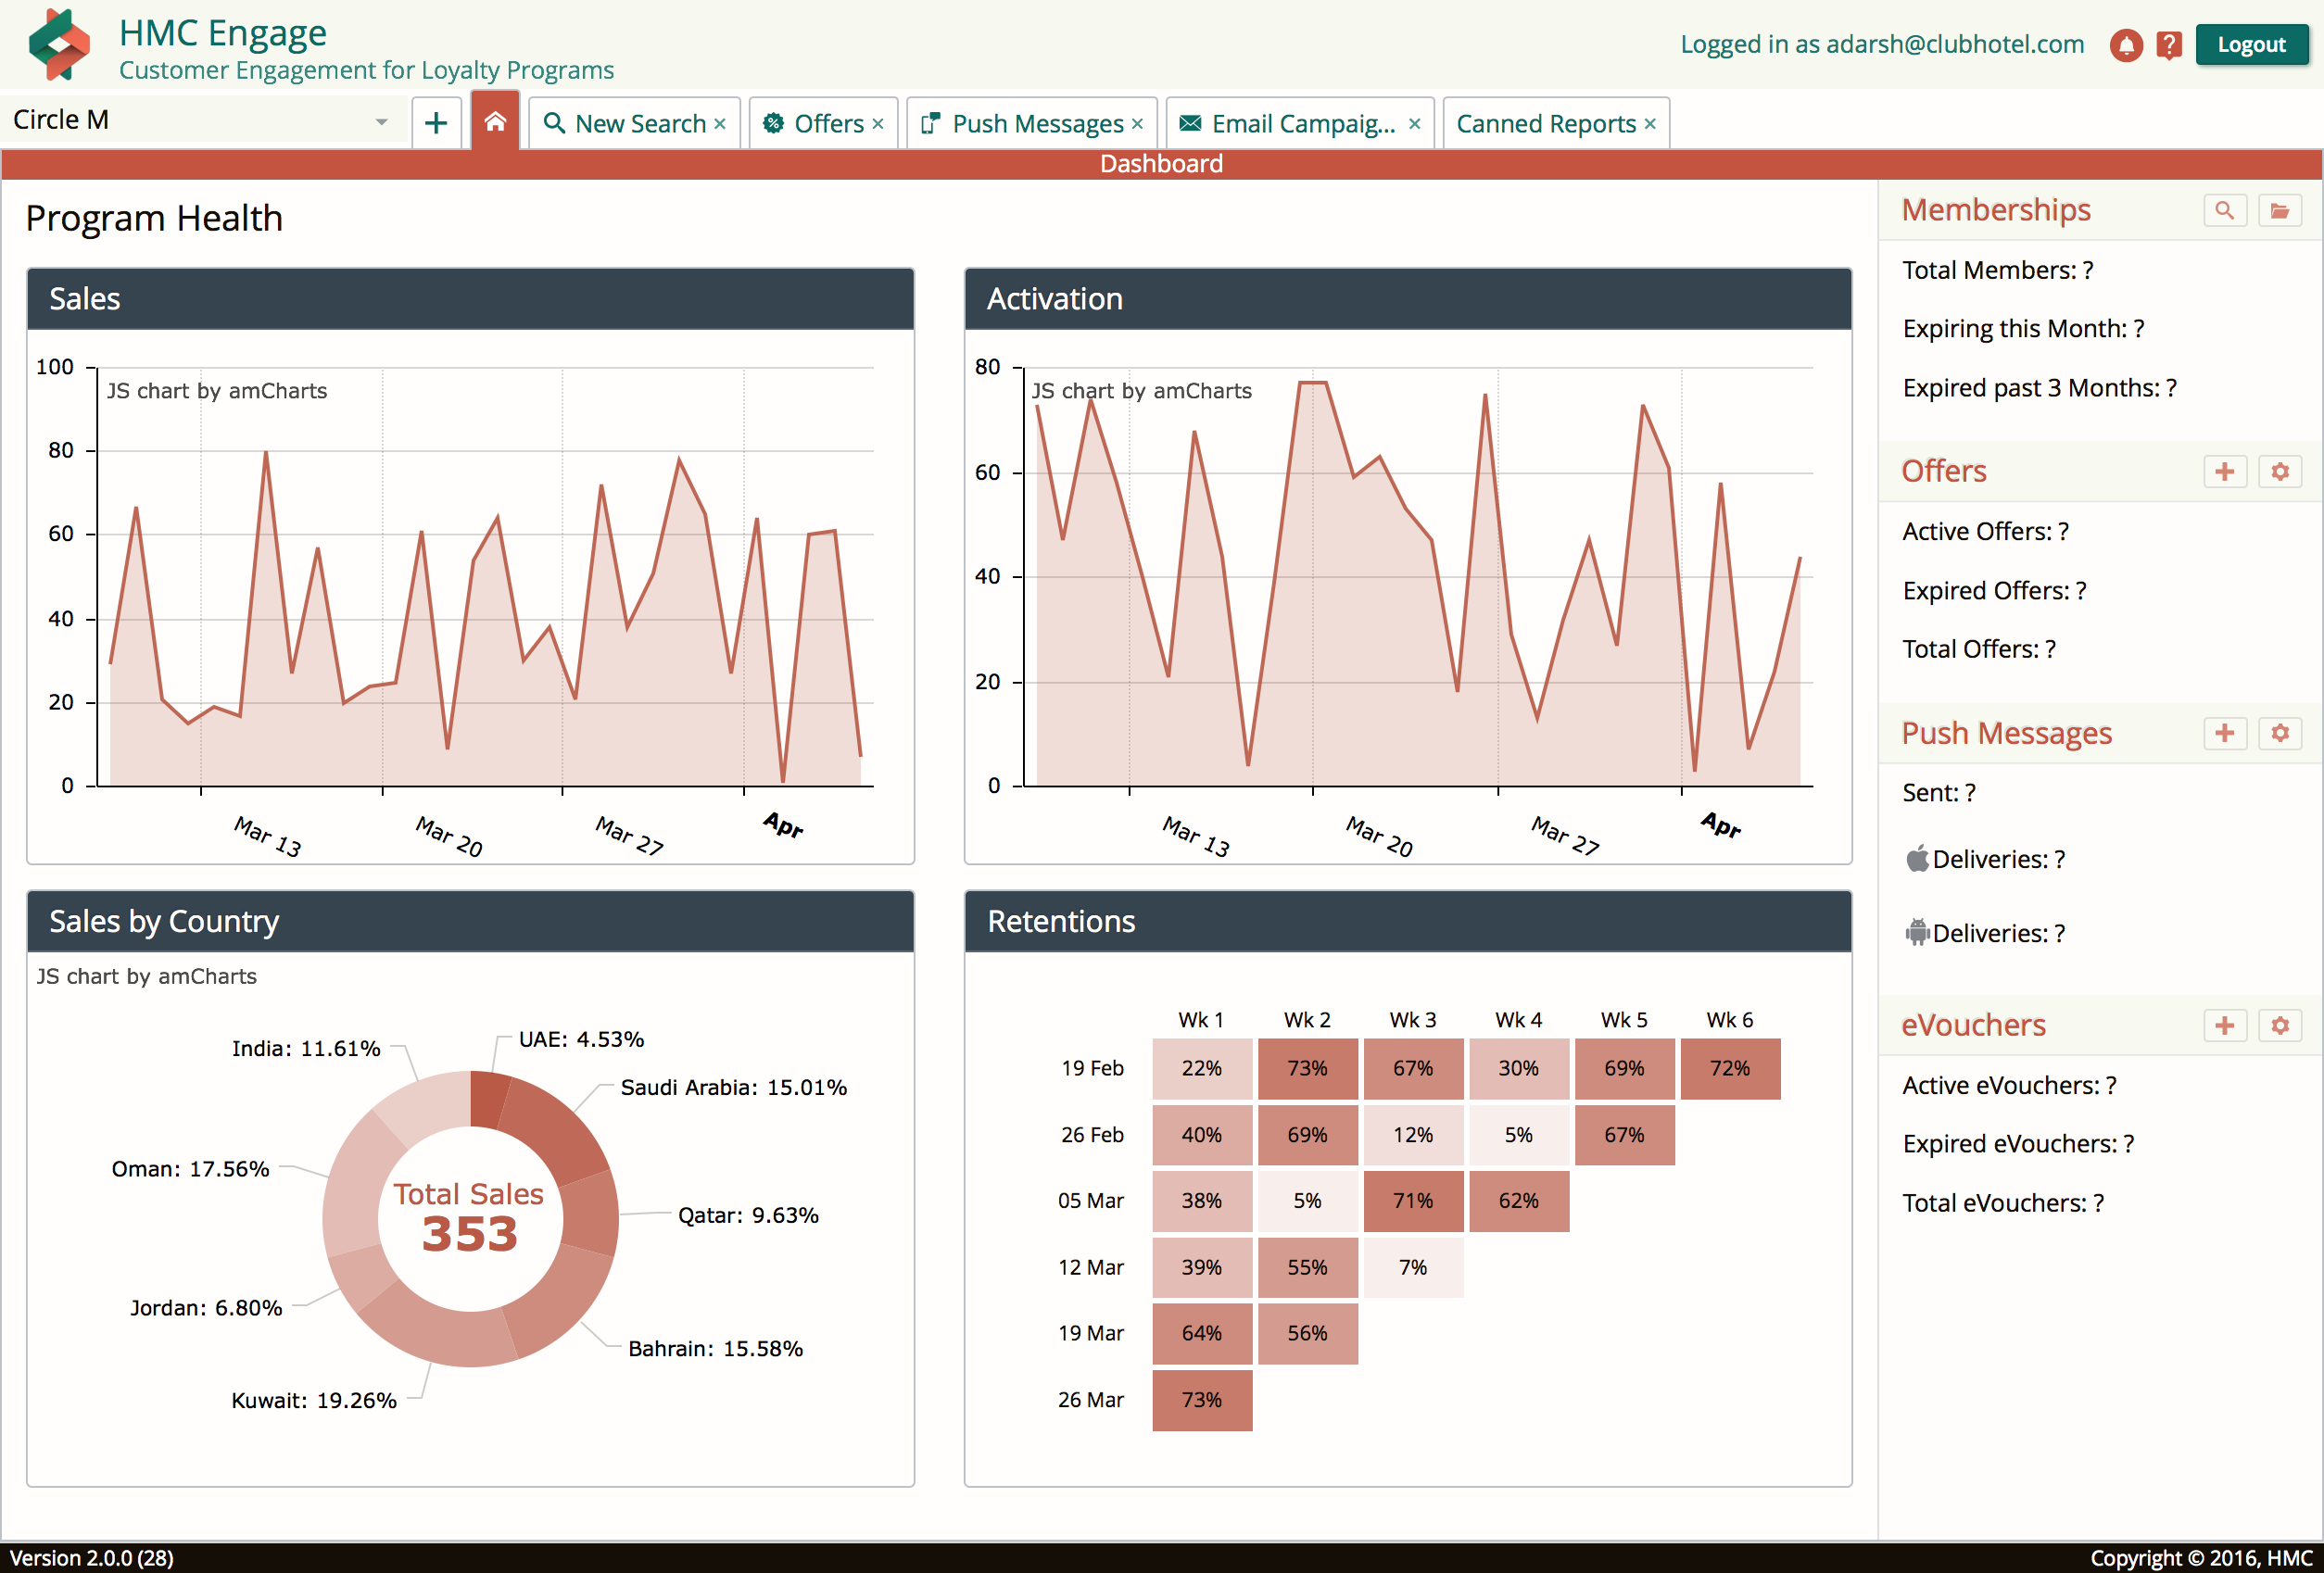 HMC Engage
Customer Engagement for Loyalty Programs
Logged in as adarsh@clubhotel.com
Logout
Circle M
New Search
Offers
Push Messages
Email Campaig...
Canned Reports
Dashboard
Program Health
Sales
JS chart by amCharts
100
80
60
40
20
0
Mar 13
Mar 20
Mar 27
Apr
Activation
JS chart by amCharts
80
60
40
20
0
Mar 13
Mar 20
Mar 27
Apr
Sales by Country
JS chart by amCharts
UAE: 4.53%
Saudi Arabia: 15.01%
Qatar: 9.63%
Bahrain: 15.58%
Kuwait: 19.26%
Jordan: 6.80%
Oman: 17.56%
India: 11.61%
Total Sales
353
Retentions
Wk 1 Wk 2 Wk 3 Wk 4 Wk 5 Wk 6
19 Feb 22% 73% 67% 30% 69% 72%
26 Feb 40% 69% 12% 5% 67%
05 Mar 38% 5% 71% 62%
12 Mar 39% 55% 7%
19 Mar 64% 56%
26 Mar 73%
Memberships
Total Members: ?
Expiring this Month: ?
Expired past 3 Months: ?
Offers
Active Offers: ?
Expired Offers: ?
Total Offers: ?
Push Messages
Sent: ?
Deliveries: ?
Deliveries: ?
eVouchers
Active eVouchers: ?
Expired eVouchers: ?
Total eVouchers: ?
Version 2.0.0 (28)
Copyright © 2016, HMC